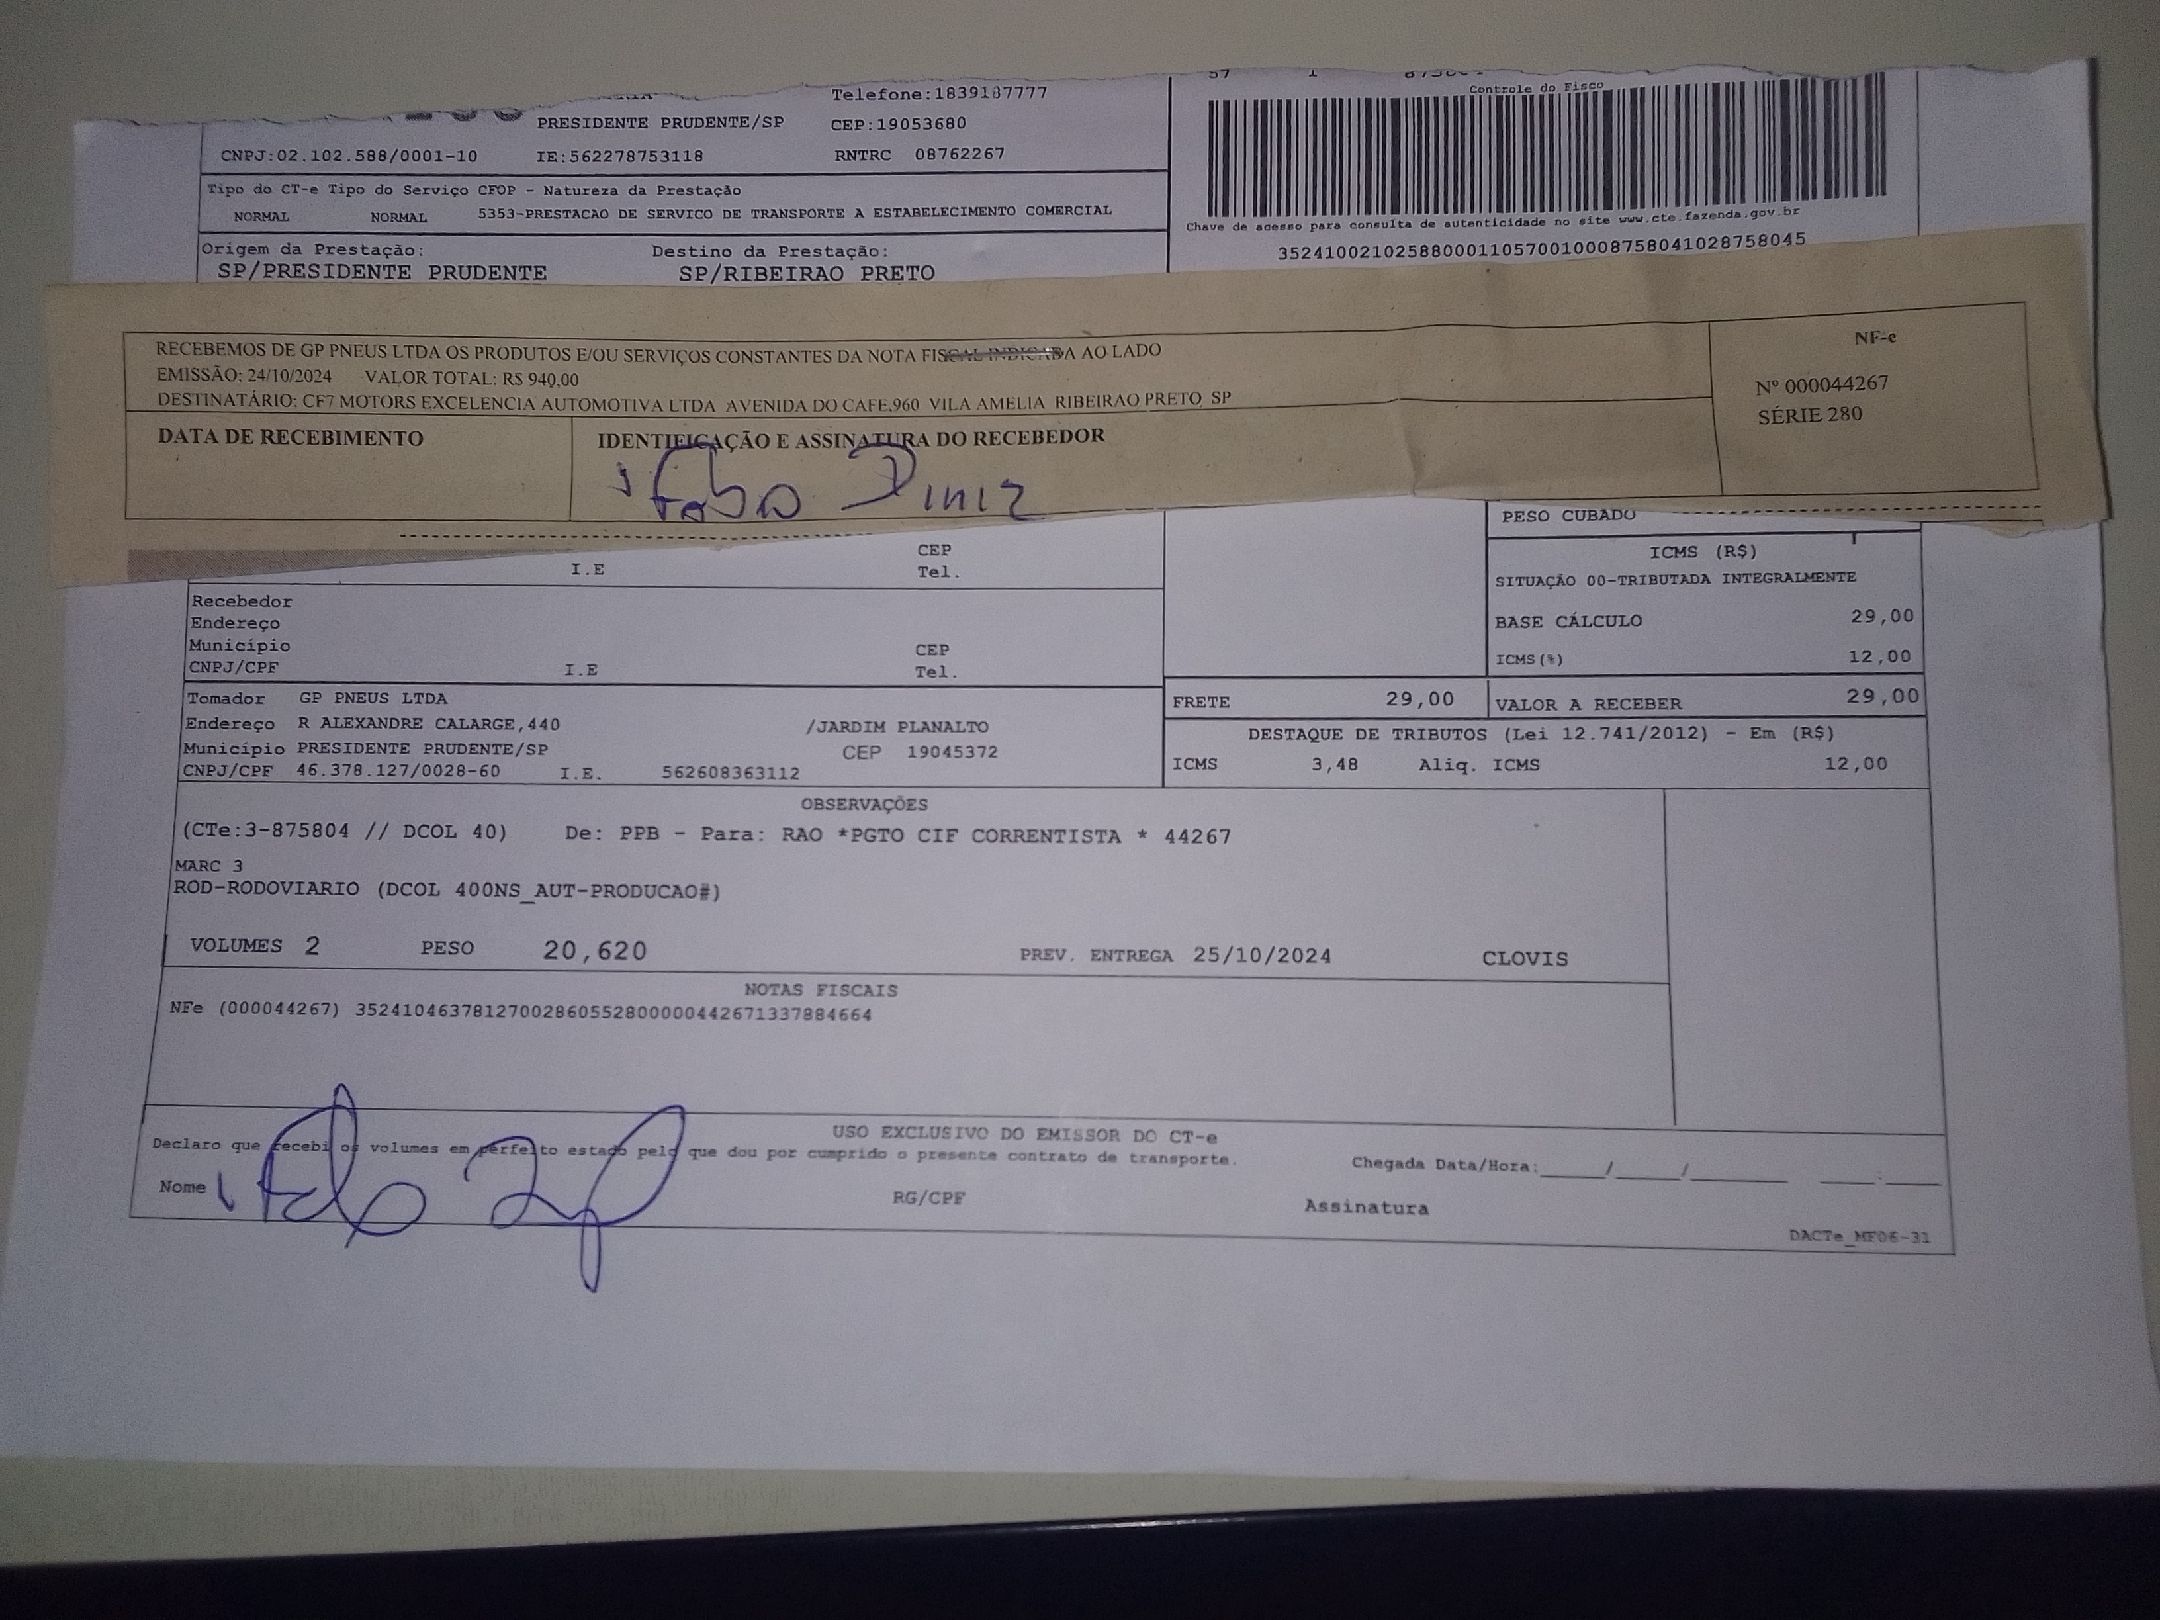 57 1
Telefone:1839187777
Controle do Fisco
PRESIDENTE PRUDENTE/SP CEP:19053680
CNPJ:02.102.588/0001-10 IE:562278753118 RNTRC 08762267
Tipo do CT-e Tipo do Serviço CFOP - Natureza da Prestação
NORMAL NORMAL 5353-PRESTACAO DE SERVICO DE TRANSPORTE A ESTABELECIMENTO COMERCIAL
Chave de acesso para consulta de autenticidade no site www.cte.fazenda.gov.br
35241002102588000110570010008758041028758045
Origem da Prestação: Destino da Prestação:
SP/PRESIDENTE PRUDENTE SP/RIBEIRAO PRETO
RECEBEMOS DE GP PNEUS LTDA OS PRODUTOS E/OU SERVIÇOS CONSTANTES DA NOTA FISCAL INDICADA AO LADO
EMISSÃO: 24/10/2024 VALOR TOTAL: R$ 940,00
DESTINATÁRIO: CF7 MOTORS EXCELENCIA AUTOMOTIVA LTDA AVENIDA DO CAFE,960 VILA AMELIA RIBEIRAO PRETO SP
NF-e
Nº 000044267
SÉRIE 280
DATA DE RECEBIMENTO IDENTIFICAÇÃO E ASSINATURA DO RECEBEDOR
Diniz
PESO CUBADO
CEP
I.E Tel.
ICMS (R$)
SITUAÇÃO 00-TRIBUTADA INTEGRALMENTE
BASE CÁLCULO 29,00
ICMS(%) 12,00
Recebedor
Endereço
Município CEP
CNPJ/CPF I.E Tel.
Tomador GP PNEUS LTDA
Endereço R ALEXANDRE CALARGE,440 /JARDIM PLANALTO
Município PRESIDENTE PRUDENTE/SP CEP 19045372
CNPJ/CPF 46.378.127/0028-60 I.E. 562608363112
FRETE 29,00 VALOR A RECEBER 29,00
DESTAQUE DE TRIBUTOS (Lei 12.741/2012) - Em (R$)
ICMS 3,48 Aliq. ICMS 12,00
OBSERVAÇÕES
(CTe:3-875804 // DCOL 40) De: PPB - Para: RAO *PGTO CIF CORRENTISTA * 44267
MARC 3
ROD-RODOVIARIO (DCOL 400NS_AUT-PRODUCAO#)
VOLUMES 2 PESO 20,620 PREV. ENTREGA 25/10/2024 CLOVIS
NOTAS FISCAIS
NFe (000044267) 35241046378127002860552800000442671337884664
USO EXCLUSIVO DO EMISSOR DO CT-e
Declaro que recebi os volumes em perfeito estado pelo que dou por cumprido o presente contrato de transporte.
Chegada Data/Hora:_____/_____/________ ____:____
Nome RG/CPF Assinatura
DACTe_MF06-31